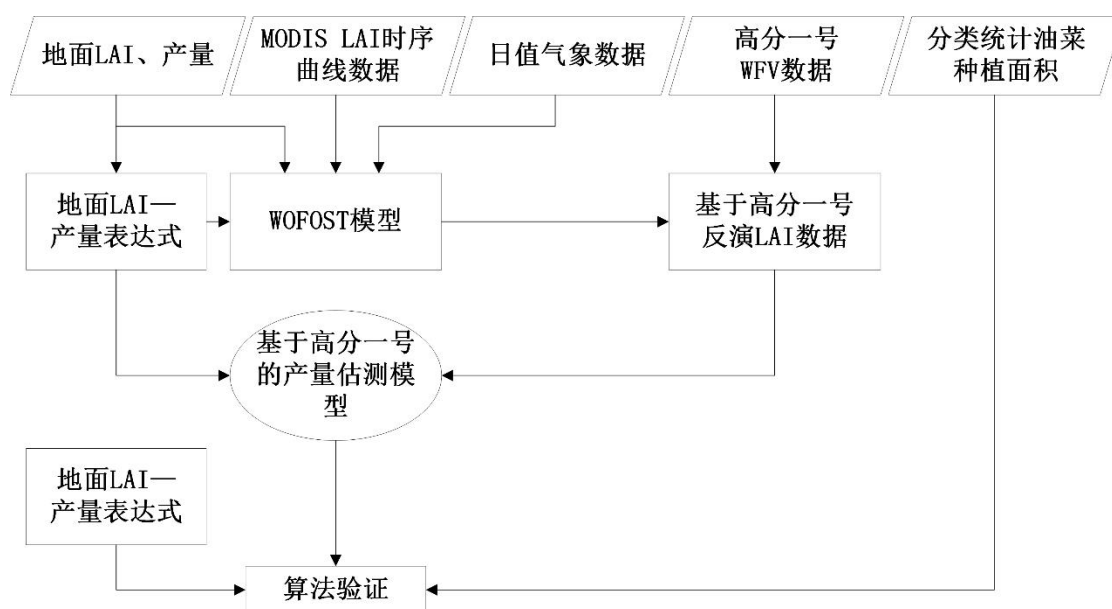 地面LAI、产量
MODIS LAI时序
曲线数据
日值气象数据
高分一号
WFV数据
分类统计油菜
种植面积
地面LAI—
产量表达式
WOFOST模型
基于高分一号
反演LAI数据
基于高分一号
的产量估测模
型
地面LAI—
产量表达式
算法验证